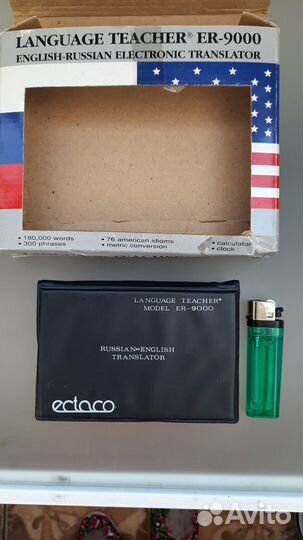 LANGUAGE TEACHER® ER-9000
ENGLISH-RUSSIAN ELECTRONIC TRANSLATOR
• 180,000 words
• 300 phrases
• 76 american idioms
• metric conversion
• calculator
• clock
LANGUAGE TEACHER®
MODEL ER-9000
RUSSIAN↔ENGLISH
TRANSLATOR
ectaco
Avito